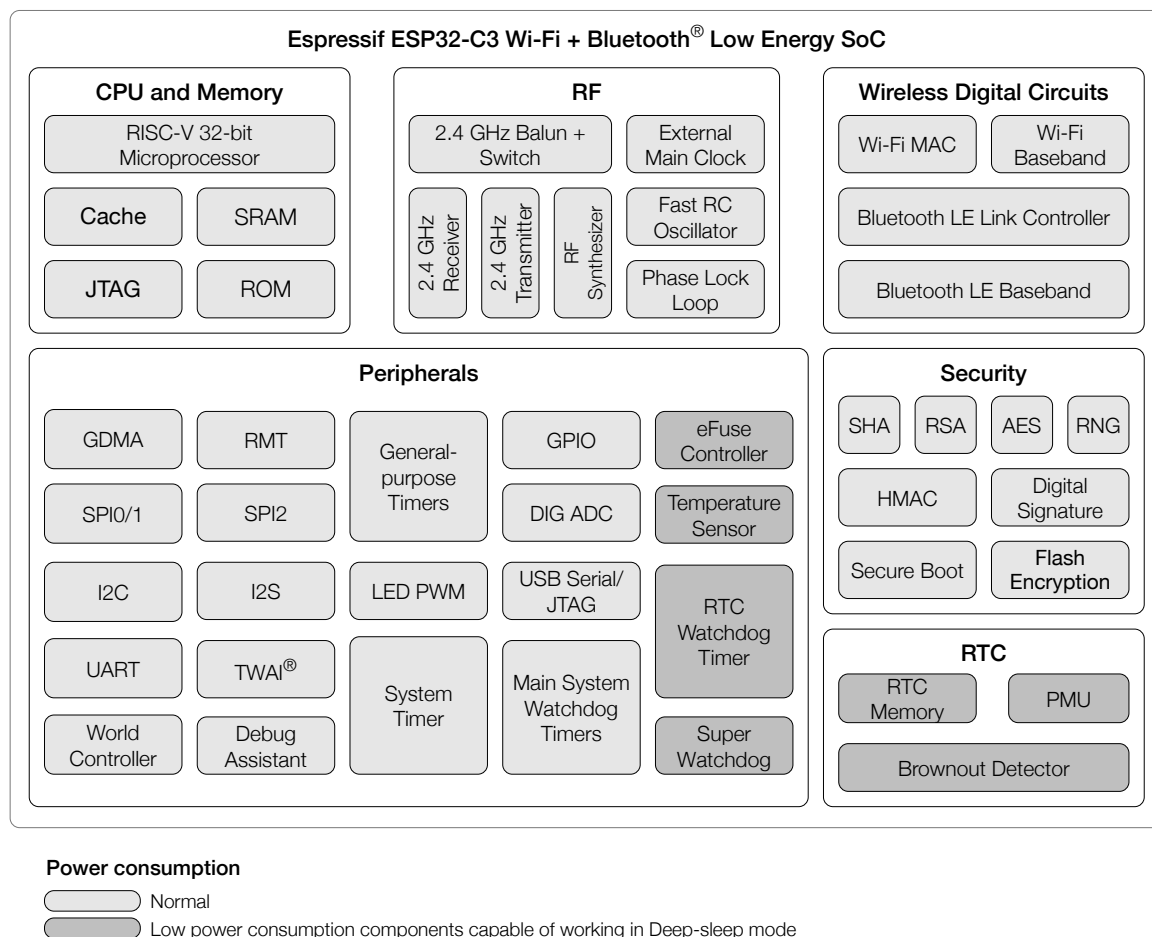 Espressif ESP32-C3 Wi-Fi + Bluetooth® Low Energy SoC
CPU and Memory
RISC-V 32-bit
Microprocessor
Cache
SRAM
JTAG
ROM
RF
2.4 GHz Balun +
Switch
External
Main Clock
2.4 GHz
Receiver
2.4 GHz
Transmitter
RF
Synthesizer
Fast RC
Oscillator
Phase Lock
Loop
Wireless Digital Circuits
Wi-Fi MAC
Wi-Fi
Baseband
Bluetooth LE Link Controller
Bluetooth LE Baseband
Peripherals
GDMA
RMT
General-
purpose
Timers
GPIO
eFuse
Controller
SPI0/1
SPI2
DIG ADC
Temperature
Sensor
I2C
I2S
LED PWM
USB Serial/
JTAG
RTC
Watchdog
Timer
UART
TWAI®
System
Timer
Main System
Watchdog
Timers
World
Controller
Debug
Assistant
Super
Watchdog
Security
SHA
RSA
AES
RNG
HMAC
Digital
Signature
Secure Boot
Flash
Encryption
RTC
RTC
Memory
PMU
Brownout Detector
Power consumption
Normal
Low power consumption components capable of working in Deep-sleep mode